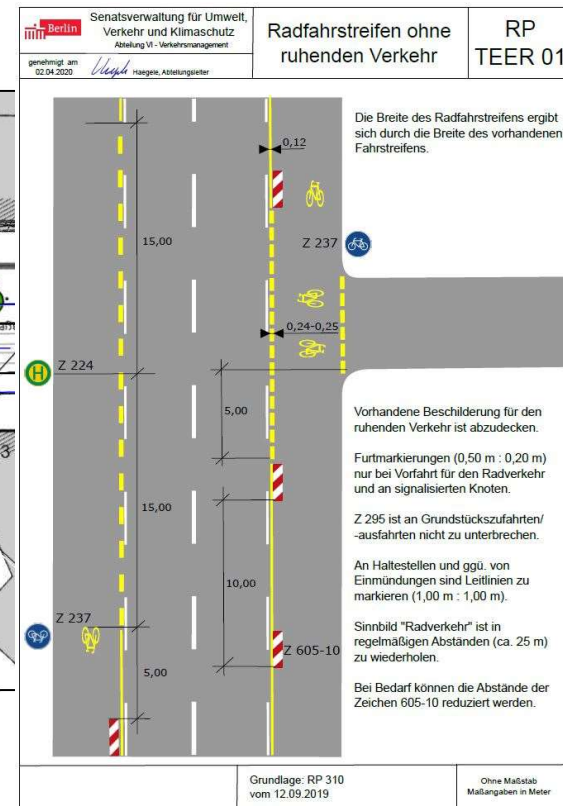 Berlin
Senatsverwaltung für Umwelt,
Verkehr und Klimaschutz
Abteilung VI - Verkehrsmanagement
genehmigt am
02.04.2020
Haegele, Abteilungsleiter
Radfahrstreifen ohne
ruhenden Verkehr
RP
TEER 01
Die Breite des Radfahrstreifens ergibt
sich durch die Breite des vorhandenen
Fahrstreifens.
0,12
15,00
Z 237
0,24-0,25
Z 224
H
5,00
Vorhandene Beschilderung für den
ruhenden Verkehr ist abzudecken.
3
Furtmarkierungen (0,50 m : 0,20 m)
nur bei Vorfahrt für den Radverkehr
und an signalisierten Knoten.
15,00
Z 295 ist an Grundstückszufahrten/
-ausfahrten nicht zu unterbrechen.
10,00
An Haltestellen und ggü. von
Einmündungen sind Leitlinien zu
markieren (1,00 m : 1,00 m).
Z 237
Sinnbild "Radverkehr" ist in
regelmäßigen Abständen (ca. 25 m)
zu wiederholen.
Z 605-10
5,00
Bei Bedarf können die Abstände der
Zeichen 605-10 reduziert werden.
Grundlage: RP 310
vom 12.09.2019
Ohne Maßstab
Maßangaben in Meter